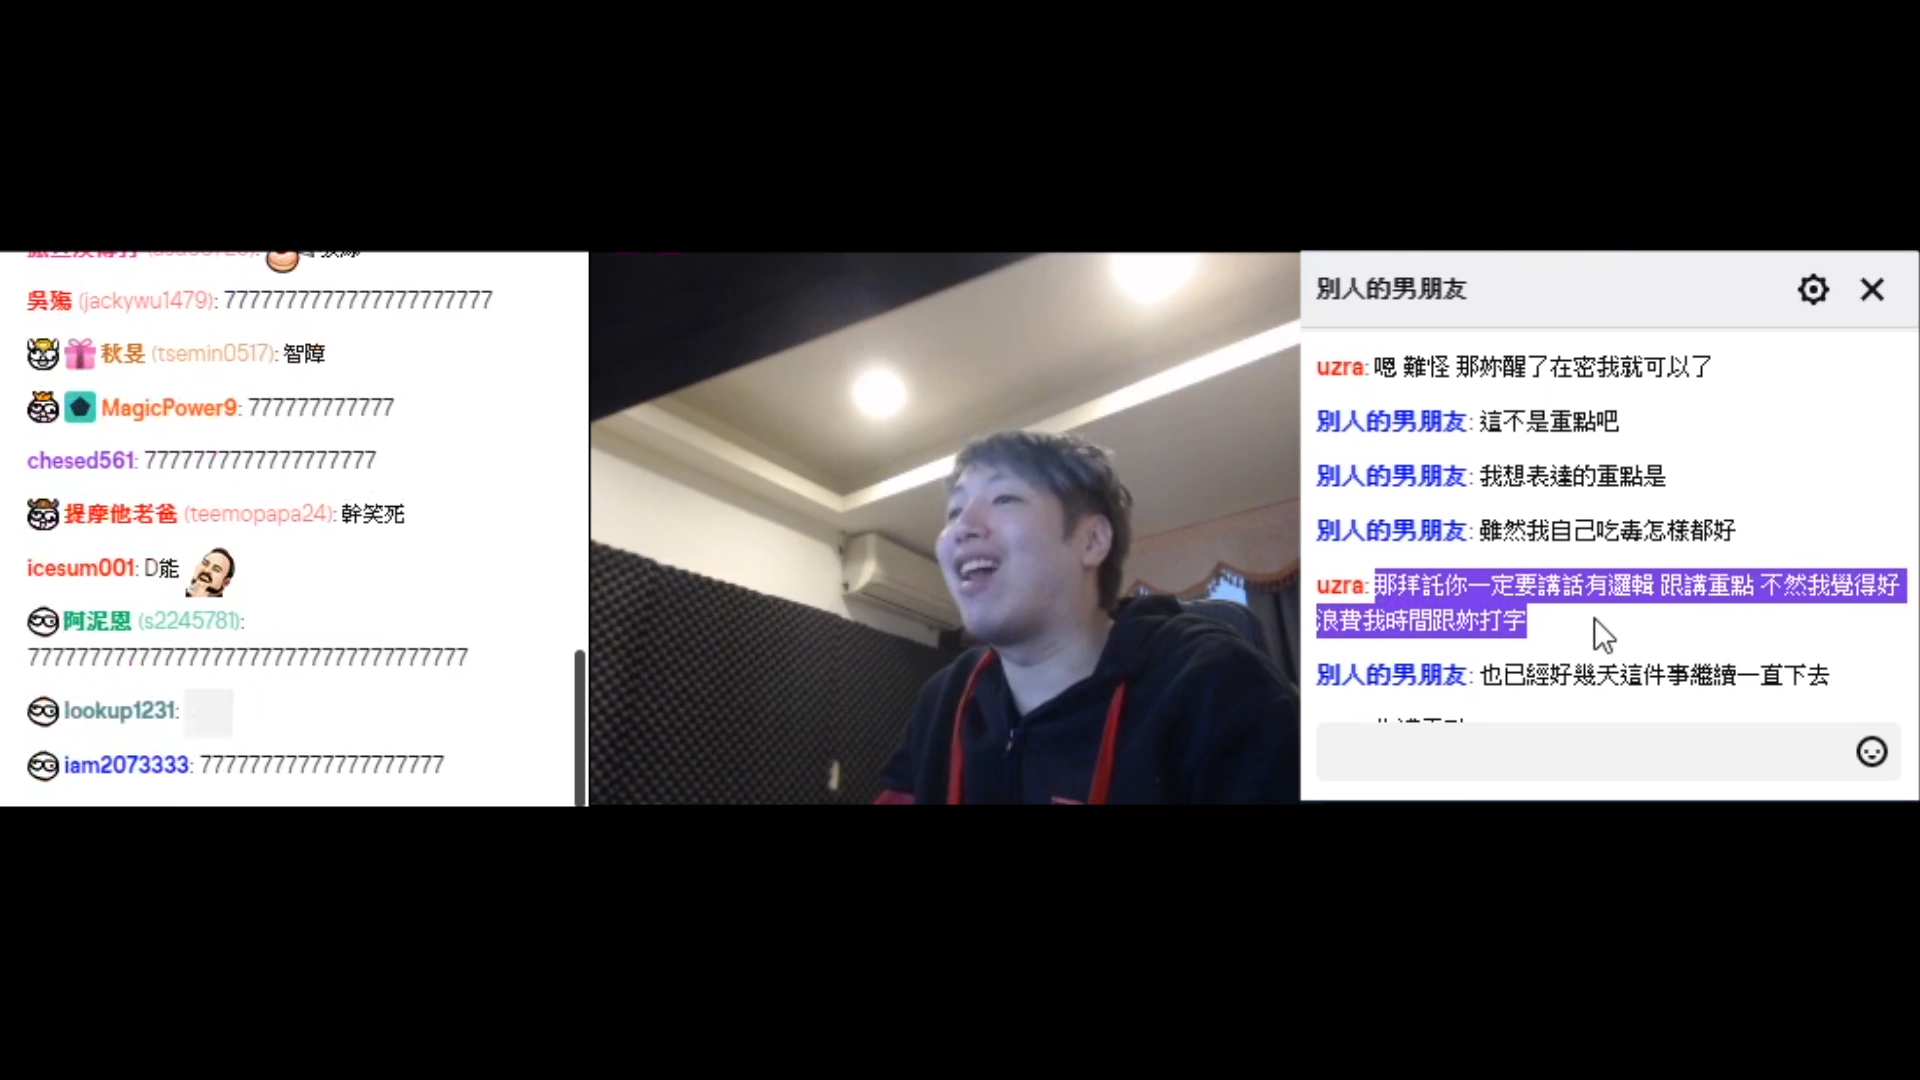 吳殤 (jackywu1479): 7777777777777777777777
秋旻 (tsemin0517): 智障
MagicPower9: 777777777777
chesed561: 7777777777777777777
提摩他老爸 (teemopapa24): 幹笑死
icesum001: D能
阿泥恩 (s2245781):
777777777777777777777777777777777777
lookup1231:
iam2073333: 77777777777777777777
別人的男朋友
uzra: 嗯 難怪 那妳醒了在密我就可以了
別人的男朋友: 這不是重點吧
別人的男朋友: 我想表達的重點是
別人的男朋友: 雖然我自己吃毒怎樣都好
uzra: 那拜託你一定要講話有邏輯 跟講重點 不然我覺得好
浪費我時間跟妳打字
別人的男朋友: 也已經好幾天這件事繼續一直下去